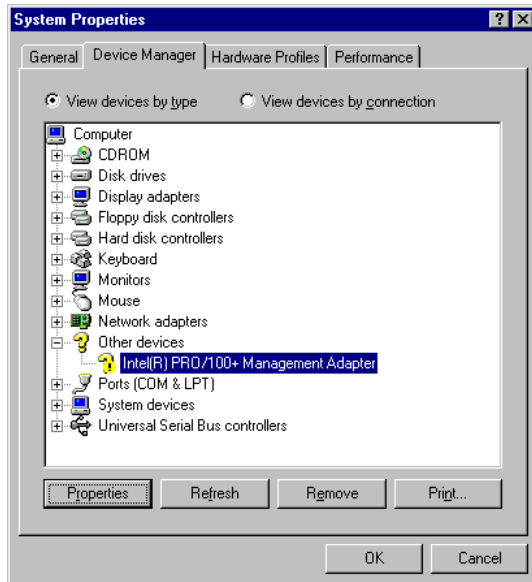 System Properties
General Device Manager Hardware Profiles Performance
View devices by type View devices by connection
Computer
CDROM
Disk drives
Display adapters
Floppy disk controllers
Hard disk controllers
Keyboard
Monitors
Mouse
Network adapters
Other devices
Intel(R) PRO/100+ Management Adapter
Ports (COM & LPT)
System devices
Universal Serial Bus controllers
Properties Refresh Remove Print...
OK Cancel